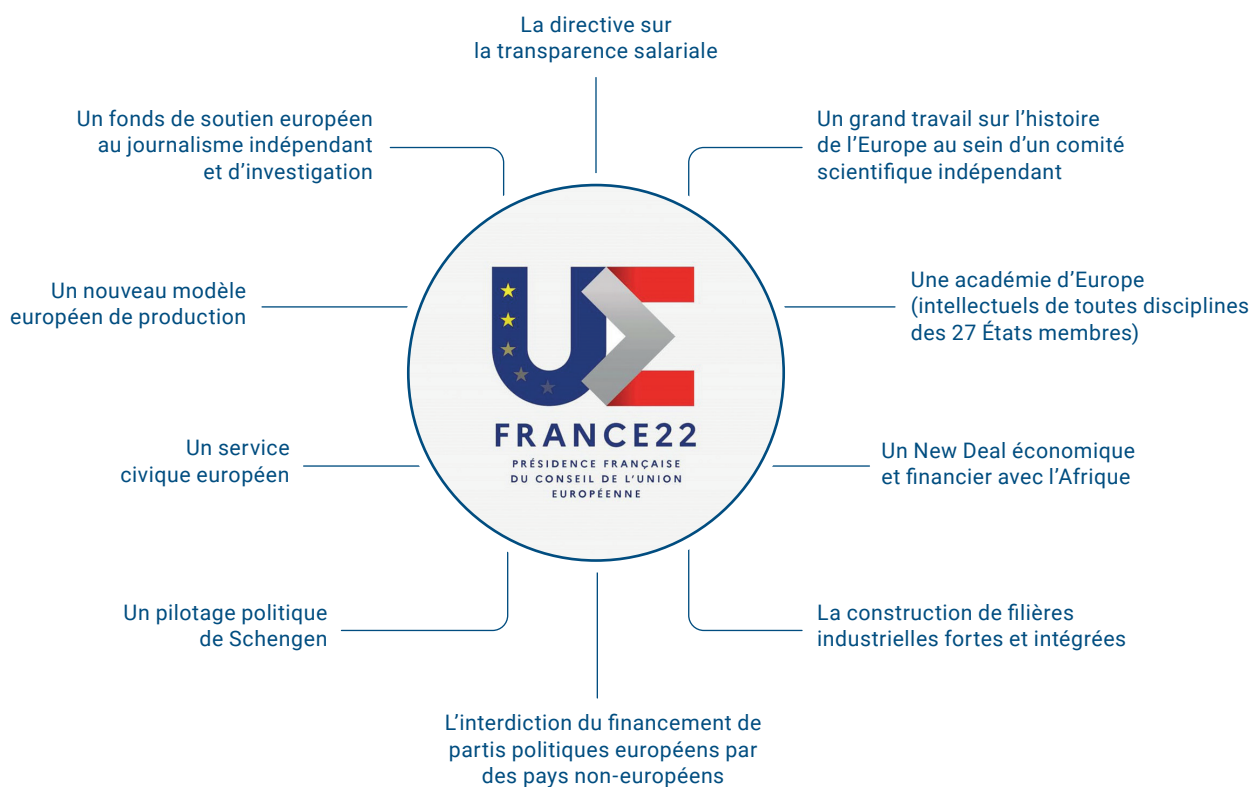 La directive sur
la transparence salariale
Un fonds de soutien européen
au journalisme indépendant
et d’investigation
Un grand travail sur l’histoire
de l’Europe au sein d’un comité
scientifique indépendant
Un nouveau modèle
européen de production
Une académie d’Europe
(intellectuels de toutes disciplines
des 27 États membres)
UE
FRANCE22
PRÉSIDENCE FRANÇAISE
DU CONSEIL DE L’UNION
EUROPÉENNE
Un service
civique européen
Un New Deal économique
et financier avec l’Afrique
Un pilotage politique
de Schengen
La construction de filières
industrielles fortes et intégrées
L’interdiction du financement de
partis politiques européens par
des pays non-européens